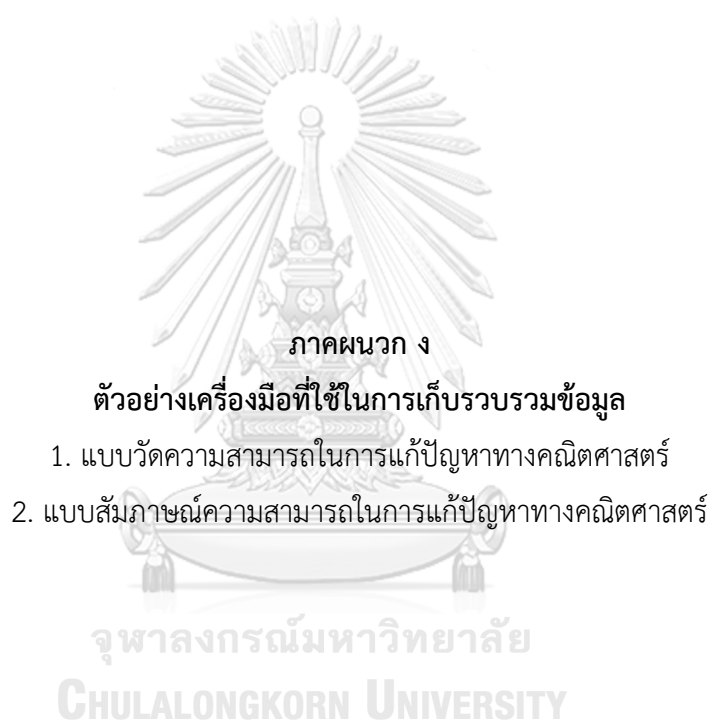 ภาคผนวก ง
ตัวอย่างเครื่องมือที่ใช้ในการเก็บรวบรวมข้อมูล
1. แบบวัดความสามารถในการแก้ปัญหาทางคณิตศาสตร์
2. แบบสัมภาษณ์ความสามารถในการแก้ปัญหาทางคณิตศาสตร์
จุฬาลงกรณ์มหาวิทยาลัย
CHULALONGKORN UNIVERSITY